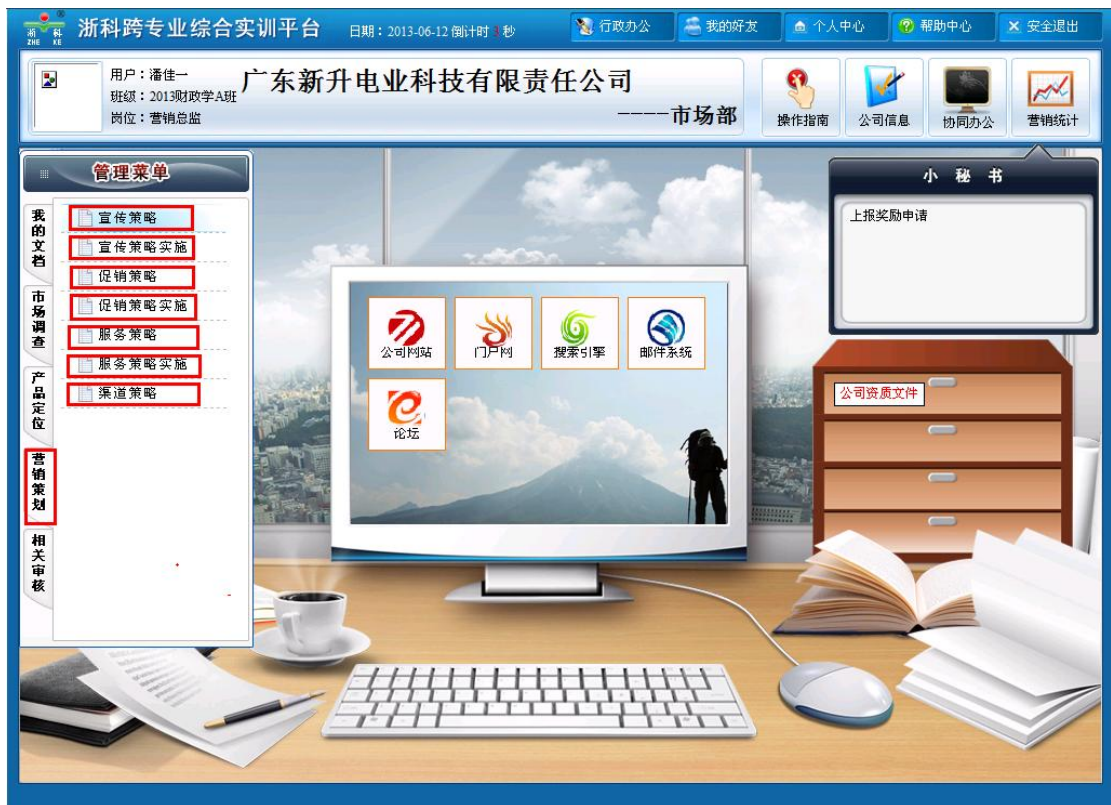 浙科
ZHE KE
浙科跨专业综合实训平台
日期：2013-06-12 倒计时 3 秒
行政办公
我的好友
个人中心
帮助中心
安全退出
用户：潘佳一
班级：2013财政学A班
岗位：营销总监
广东新升电业科技有限责任公司
----市场部
操作指南
公司信息
协同办公
营销统计
管理菜单
我的文档
市场调查
产品定位
营销策划
相关审核
宣传策略
宣传策略实施
促销策略
促销策略实施
服务策略
服务策略实施
渠道策略
公司网站
门户网
搜索引擎
邮件系统
论坛
小 秘 书
上报奖励申请
公司资质文件